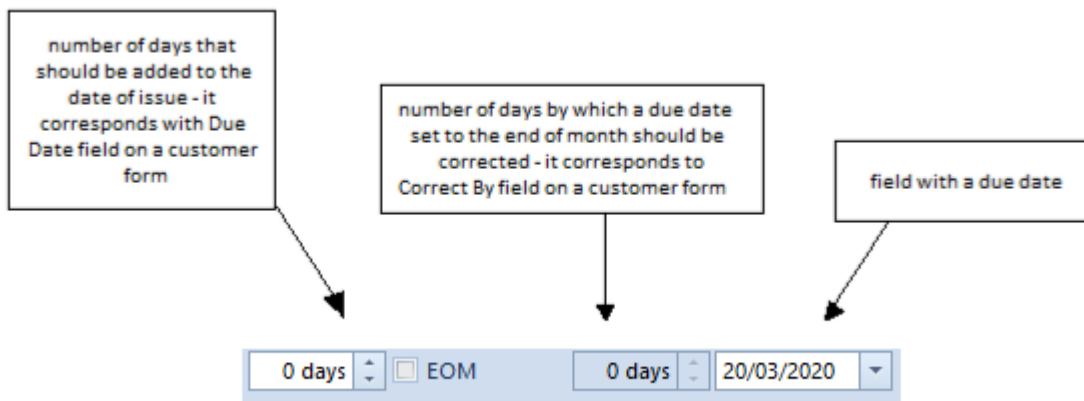 number of days that
should be added to the
date of issue - it
corresponds with Due
Date field on a customer
form
number of days by which a due date
set to the end of month should be
corrected - it corresponds to
Correct By field on a customer form
field with a due date
0 days EOM 0 days 20/03/2020